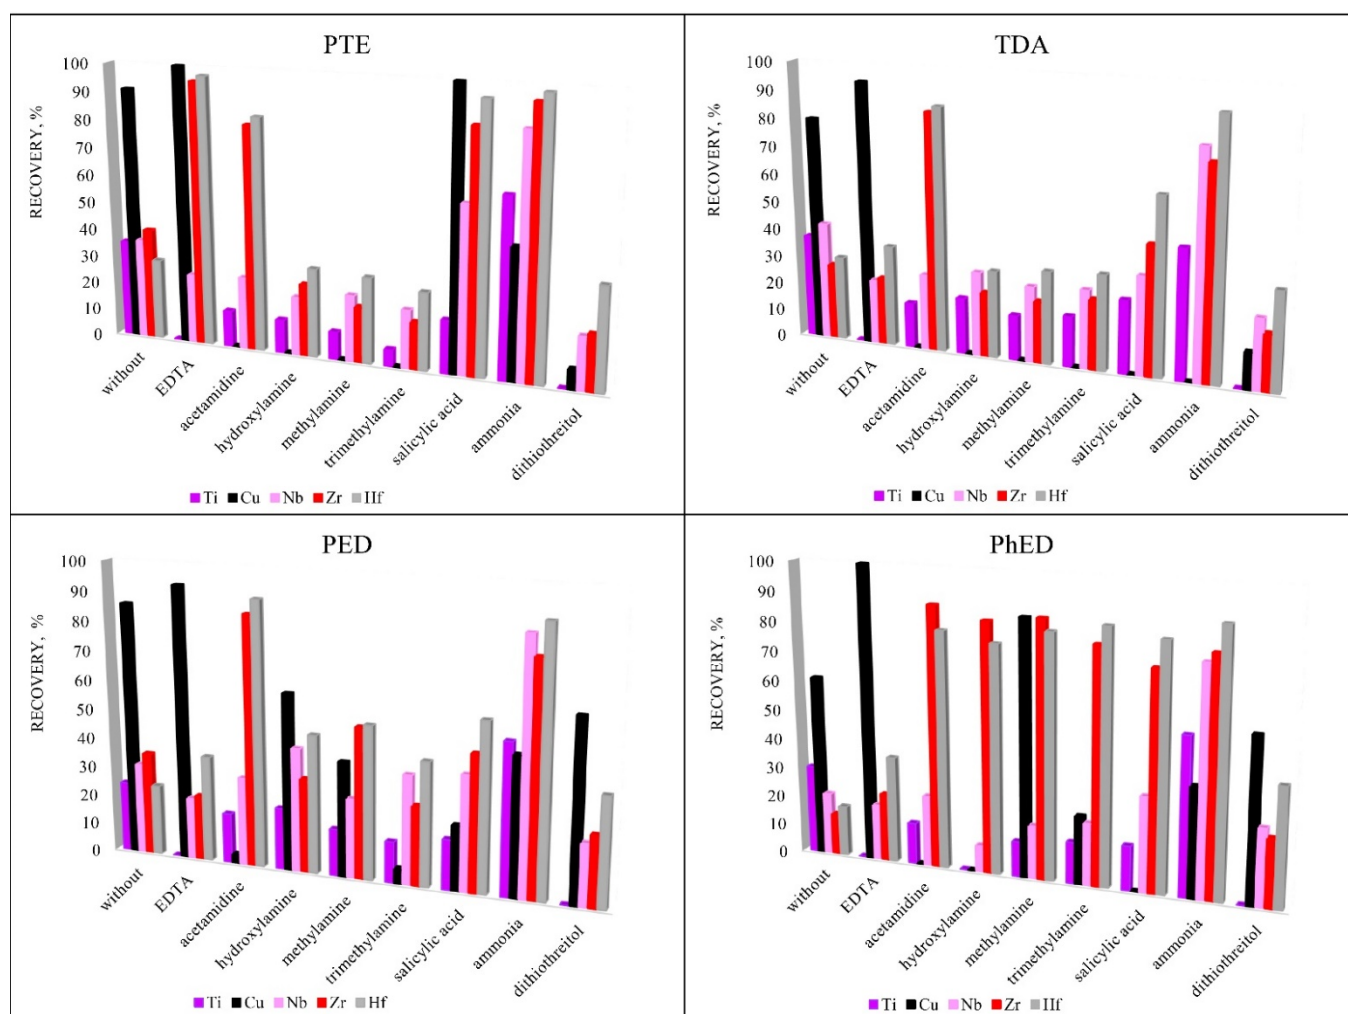 PTE
RECOVERY, %
100
90
80
70
60
50
40
30
20
10
0
without
EDTA
acetamidine
hydroxylamine
methylamine
trimethylamine
salicylic acid
ammonia
dithiothreitol
Ti Cu Nb Zr Hf
TDA
RECOVERY, %
100
90
80
70
60
50
40
30
20
10
0
without
EDTA
acetamidine
hydroxylamine
methylamine
trimethylamine
salicylic acid
ammonia
dithiothreitol
Ti Cu Nb Zr Hf
PED
RECOVERY, %
100
90
80
70
60
50
40
30
20
10
0
without
EDTA
acetamidine
hydroxylamine
methylamine
trimethylamine
salicylic acid
ammonia
dithiothreitol
Ti Cu Nb Zr Hf
PhED
RECOVERY, %
100
90
80
70
60
50
40
30
20
10
0
without
EDTA
acetamidine
hydroxylamine
methylamine
trimethylamine
salicylic acid
ammonia
dithiothreitol
Ti Cu Nb Zr Hf